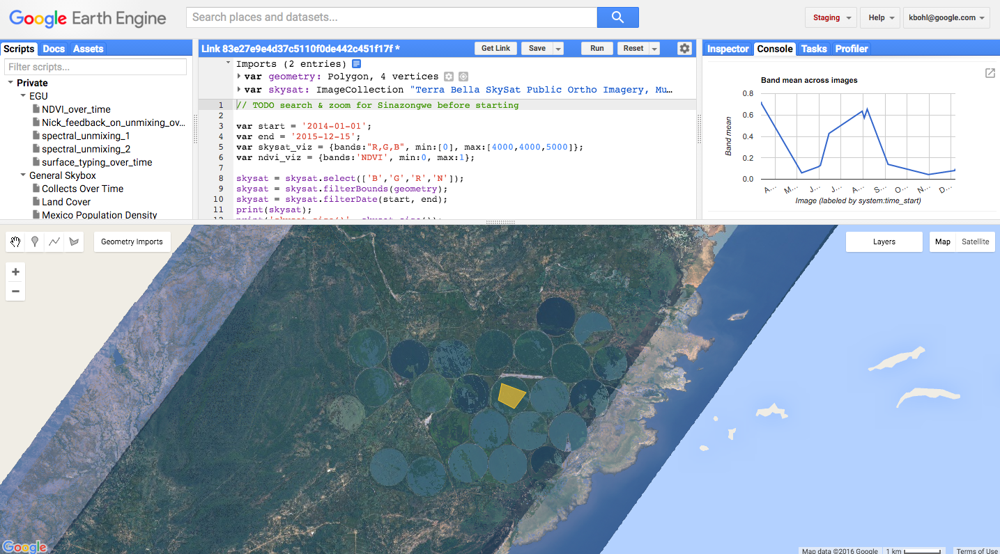 Google Earth Engine
Search places and datasets...
Staging
Help
kbohl@google.com
Scripts Docs Assets
Filter scripts...
Private
EGU
NDVI_over_time
Nick_feedback_on_unmixing_ov...
spectral_unmixing_1
spectral_unmixing_2
surface_typing_over_time
General Skybox
Collects Over Time
Land Cover
Mexico Population Density
Link 83e27e9e4d37c5110f0de442c451f17f *
Get Link Save Run Reset
Imports (2 entries)
var geometry: Polygon, 4 vertices
var skysat: ImageCollection "Terra Bella SkySat Public Ortho Imagery, Mu…
1 // TODO search & zoom for Sinazongwe before starting
2
3 var start = '2014-01-01';
4 var end = '2015-12-15';
5 var skysat_viz = {bands:"R,G,B", min:[0], max:[4000,4000,5000]};
6 var ndvi_viz = {bands:'NDVI', min:0, max:1};
7
8 skysat = skysat.select(['B','G','R','N']);
9 skysat = skysat.filterBounds(geometry);
10 skysat = skysat.filterDate(start, end);
11 print(skysat);
12 print('skysat.size()', skysat.size());
Inspector Console Tasks Profiler
Band mean across images
0.8
0.6
0.4
0.2
0.0
Band mean
A... M... J... J... A... S... O... N... D...
Image (labeled by system:time_start)
Geometry Imports
+
−
Layers
Map Satellite
Google
Map data ©2016 Google 1 km Terms of Use